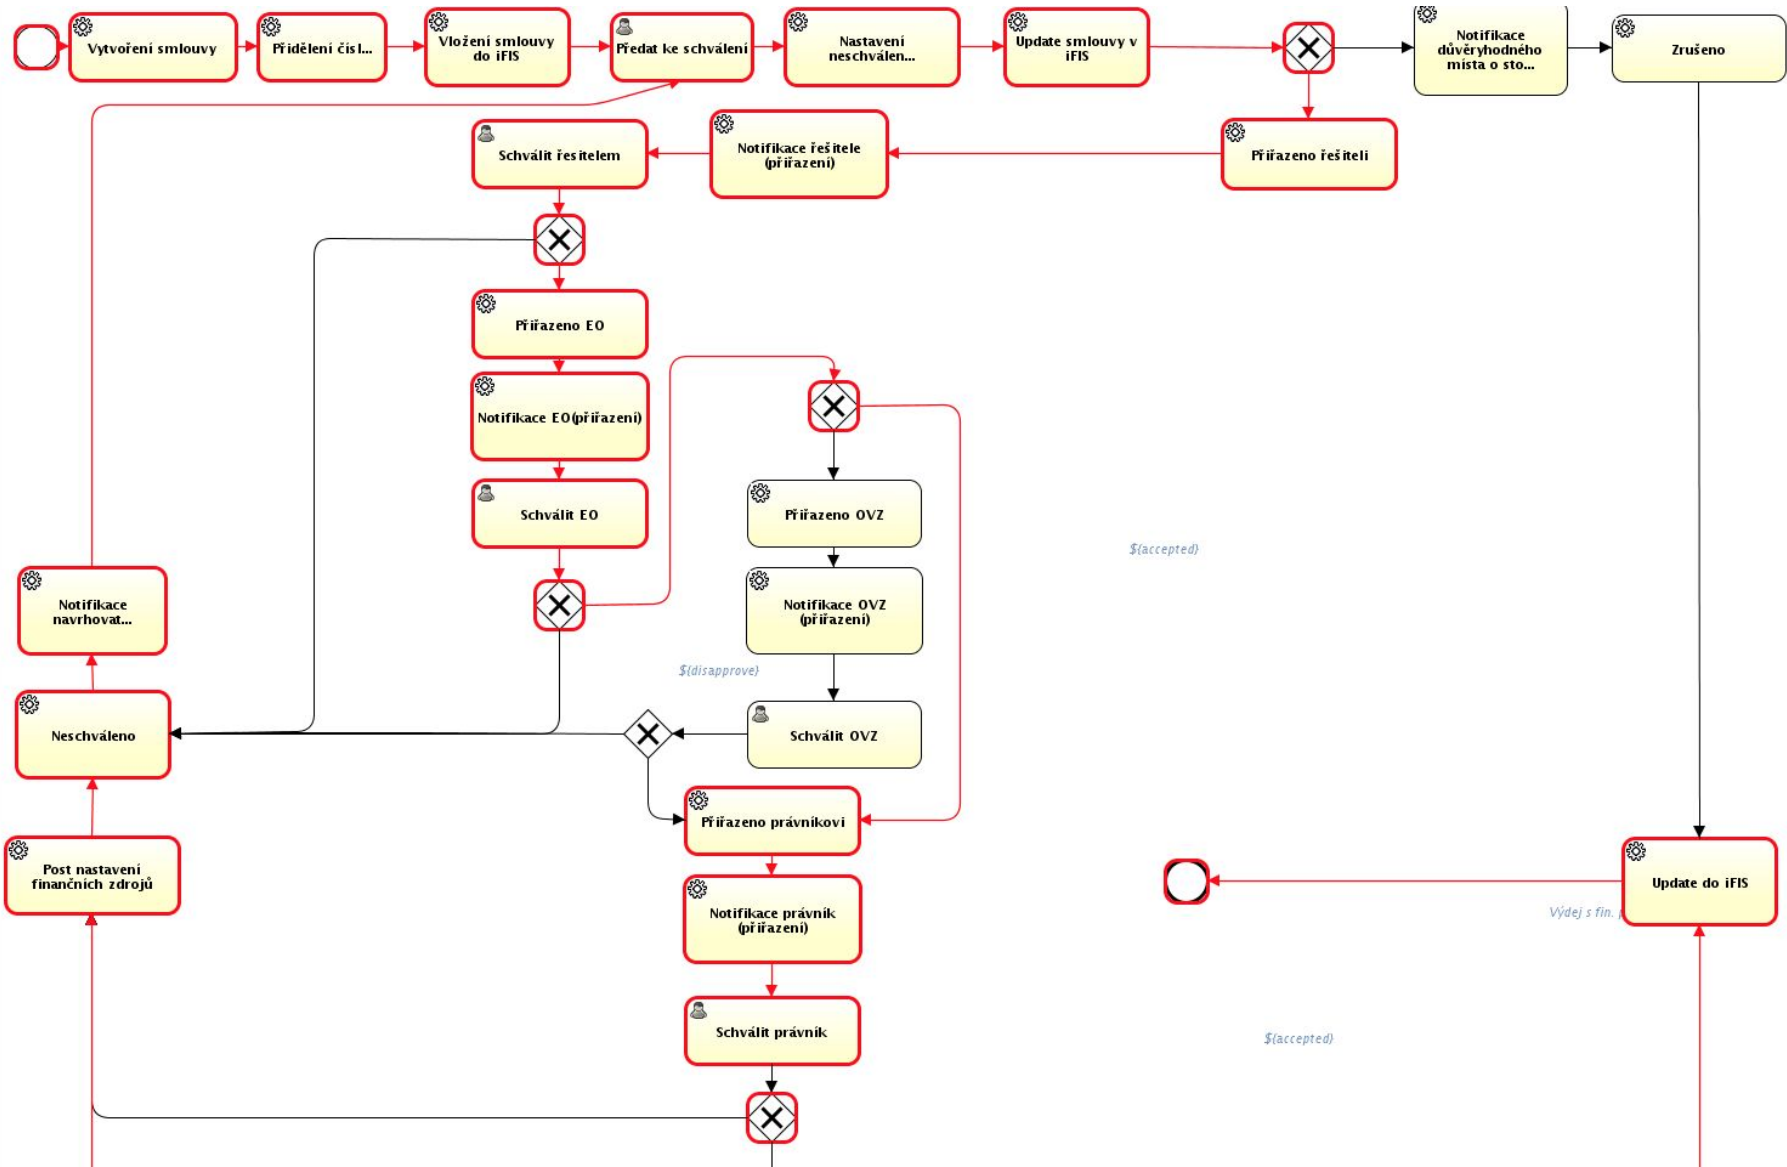 Vytvoření smlouvy
Přidělení čísl...
Vložení smlouvy
do iFIS
Předat ke schválení
Nastavení
neschválen...
Update smlouvy v
iFIS
Notifikace
důvěryhodného
místa o sto...
Zrušeno
Schválit řesitelem
Notifikace řešitele
(přiřazení)
Přiřazeno řešiteli
Přiřazeno EO
Notifikace EO(přiřazení)
Schválit EO
Přiřazeno OVZ
${accepted}
Notifikace
navrhovat...
Notifikace OVZ
(přiřazení)
${disapprove}
Neschváleno
Schválit OVZ
Přiřazeno právníkovi
Post nastavení
finančních zdrojů
Update do iFIS
Výdej s fin.
Notifikace právník
(přiřazení)
Schválit právník
${accepted}